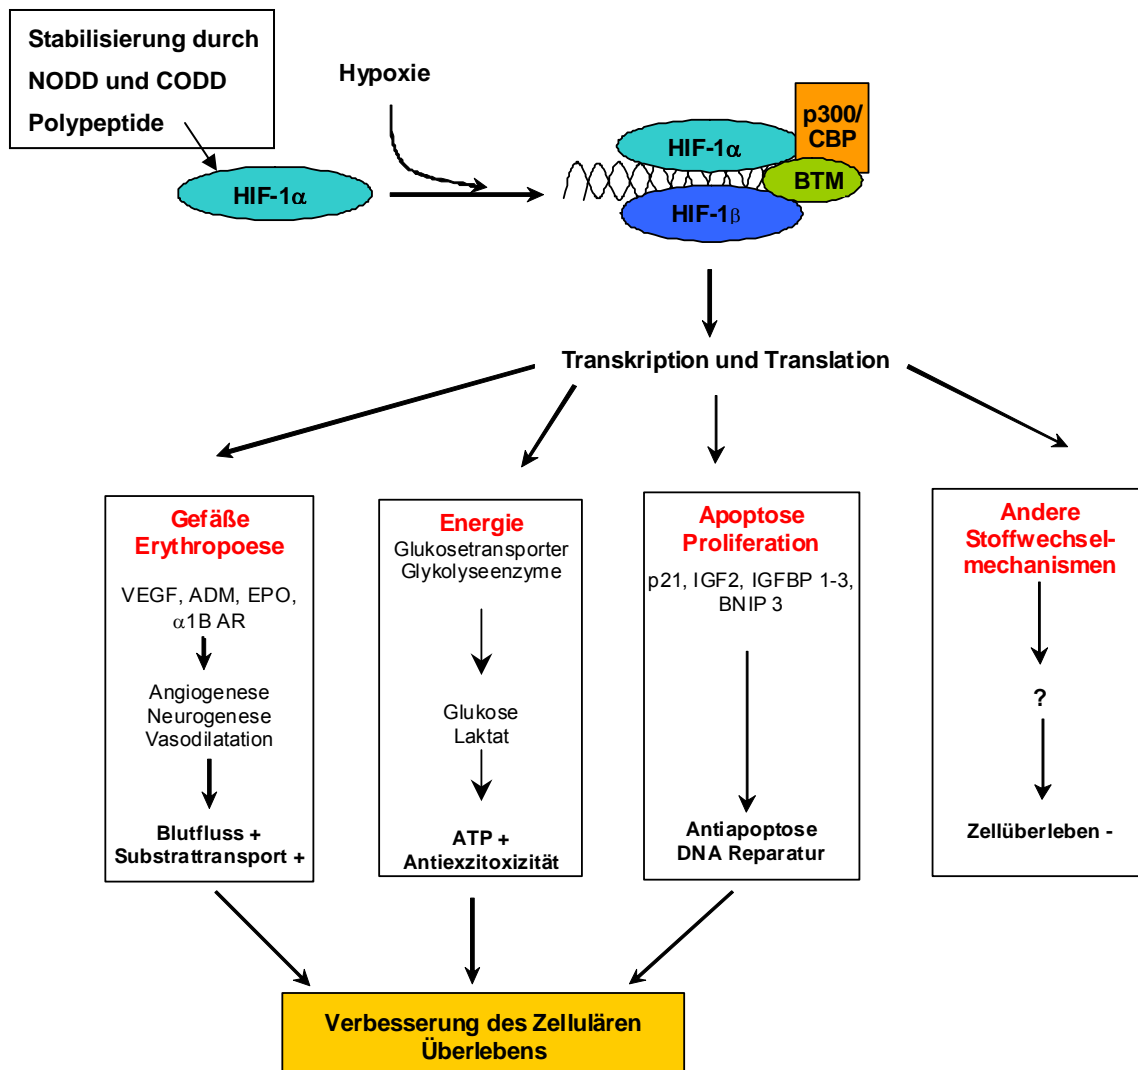 Stabilisierung durch
NODD und CODD
Polypeptide
Hypoxie
HIF-1α
HIF-1α
p300/
CBP
BTM
HIF-1β
Transkription und Translation
Gefäße
Erythropoese
VEGF, ADM, EPO,
α1B AR
Angiogenese
Neurogenese
Vasodilatation
Blutfluss +
Substrattransport +
Energie
Glukosetransporter
Glykolyseenzyme
Glukose
Laktat
ATP +
Antiexzitoxizität
Apoptose
Proliferation
p21, IGF2, IGFBP 1-3,
BNIP 3
Antiapoptose
DNA Reparatur
Andere
Stoffwechsel-
mechanismen
?
Zellüberleben -
Verbesserung des Zellulären
Überlebens